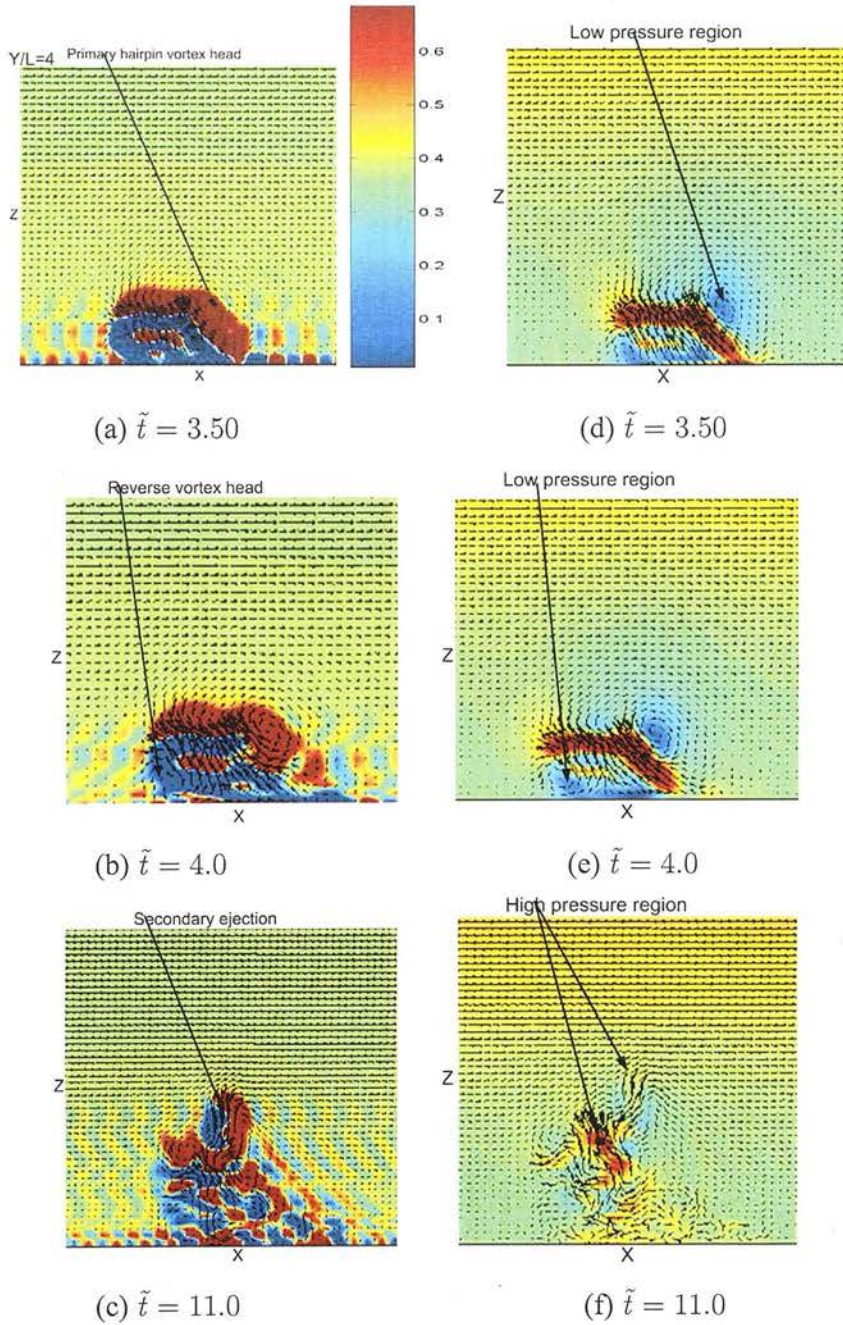 Y/L=4
Primary hairpin vortex head
0.6
0.5
0.4
0.3
0.2
0.1
Z
X
(a) t̃ = 3.50
Low pressure region
Z
X
(d) t̃ = 3.50
Reverse vortex head
Z
X
(b) t̃ = 4.0
Low pressure region
Z
X
(e) t̃ = 4.0
Secondary ejection
Z
X
(c) t̃ = 11.0
High pressure region
Z
X
(f) t̃ = 11.0